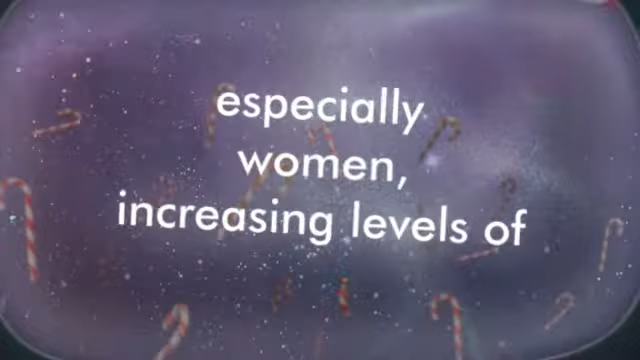 especially
women,
increasing levels of